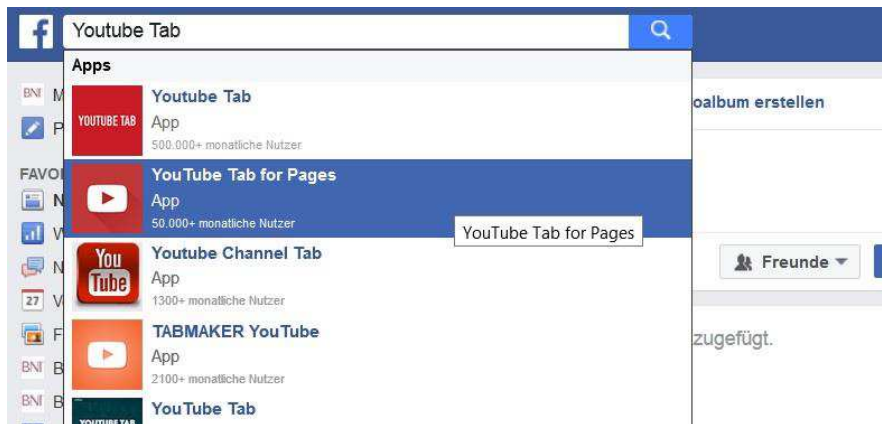 f
Youtube Tab
Apps
YOUTUBE TAB
Youtube Tab
App
500.000+ monatliche Nutzer
YouTube Tab for Pages
App
50.000+ monatliche Nutzer
YouTube Tab for Pages
You
Tube
Youtube Channel Tab
App
1300+ monatliche Nutzer
TABMAKER YouTube
App
2100+ monatliche Nutzer
YOUTUBE TAB
YouTube Tab
BNI M
P
FAVO
N
W
N
27 V
F
BNI B
BNI B
oalbum erstellen
Freunde
zugefügt.